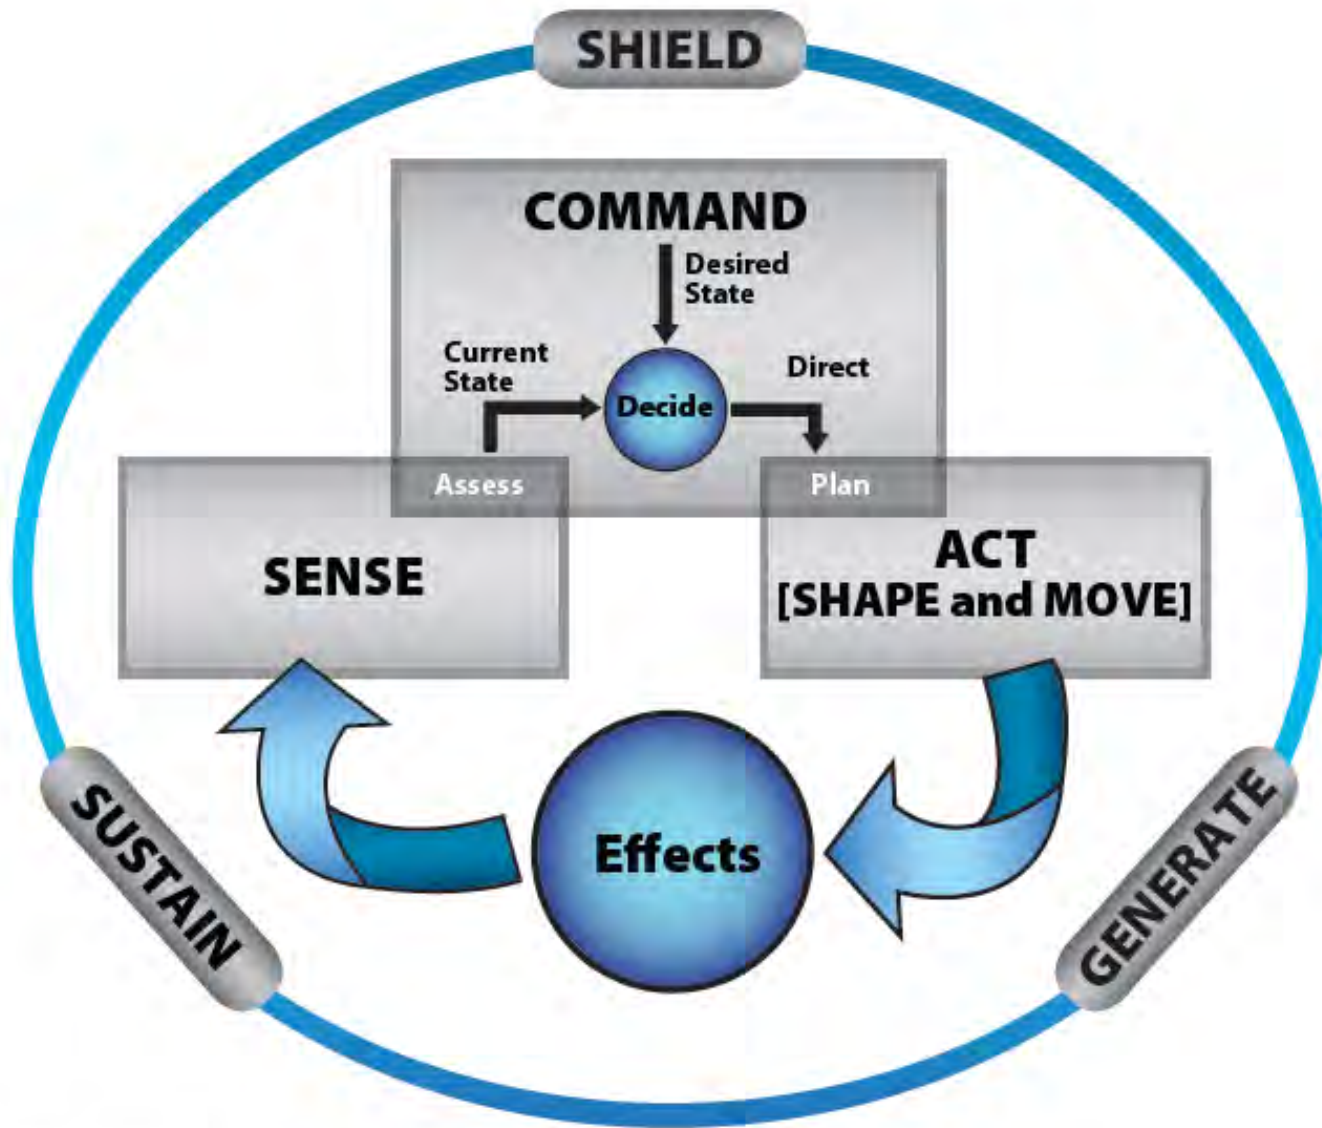 SHIELD
COMMAND
Desired
State
Current
State
Direct
Decide
Assess
Plan
SENSE
ACT
[SHAPE and MOVE]
Effects
SUSTAIN
GENERATE